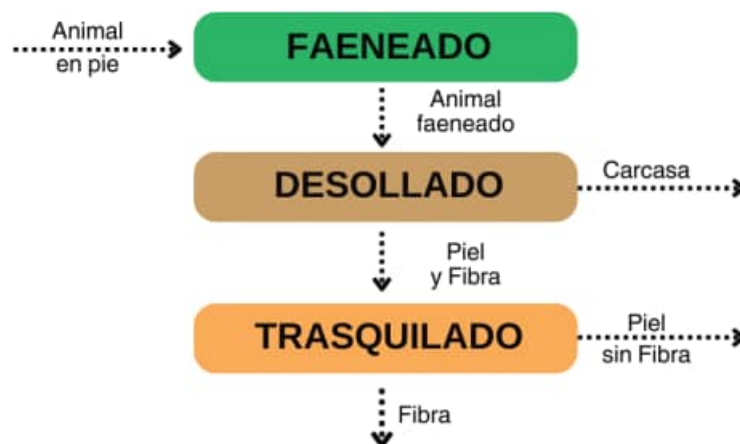 Animal
en pie
FAENEADO
Animal
faeneado
DESOLLADO
Carcasa
Piel
y Fibra
TRASQUILADO
Piel
sin Fibra
Fibra